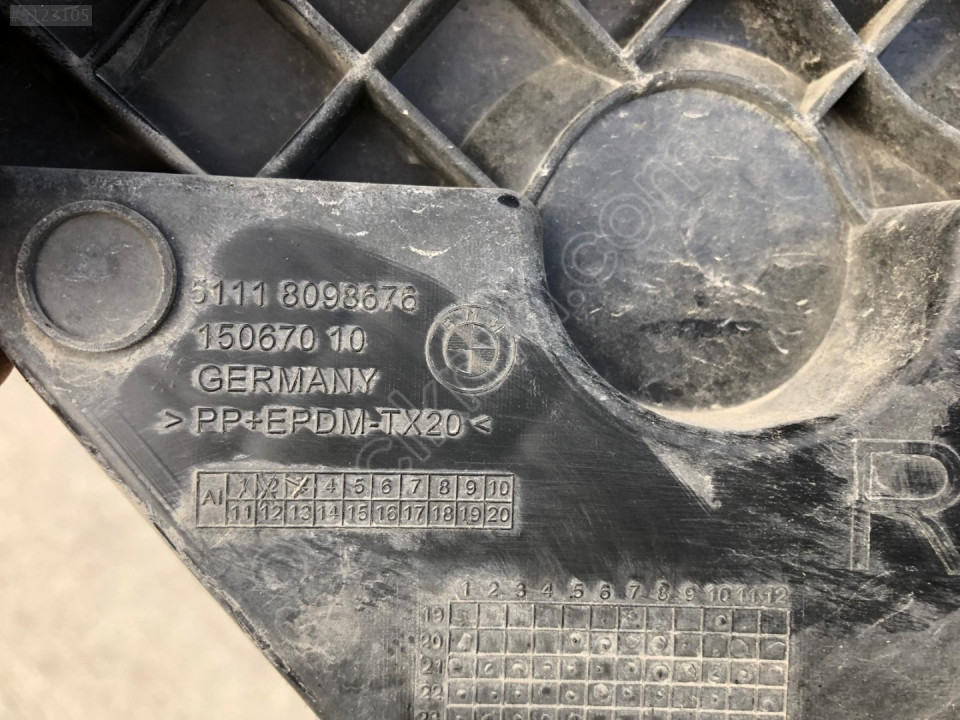 5111 8098676
150670 10
BMW
GERMANY
> PP+EPDM-TX20 <
AI 1 2 3 4 5 6 7 8 9 10
11 12 13 14 15 16 17 18 19 20
R
1 2 3 4 5 6 7 8 9 10 11 12
19
20
21
22
23